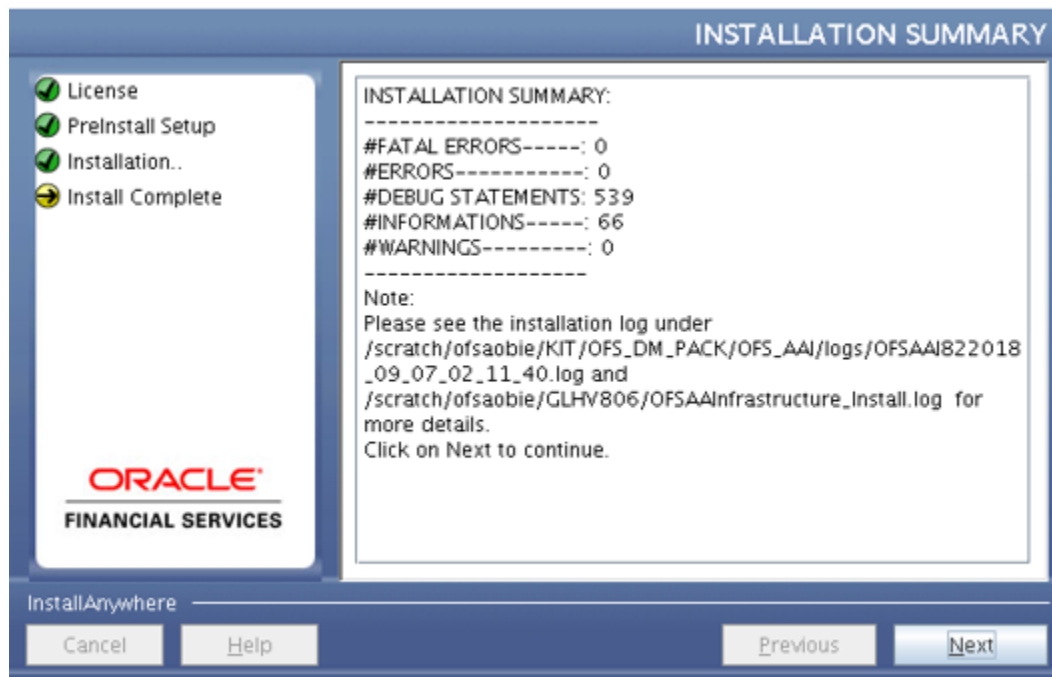 INSTALLATION SUMMARY
License
PreInstall Setup
Installation..
Install Complete
INSTALLATION SUMMARY:
--------------------
#FATAL ERRORS-----: 0
#ERRORS-----------: 0
#DEBUG STATEMENTS: 539
#INFORMATIONS-----: 66
#WARNINGS---------: 0
-------------------
Note:
Please see the installation log under
/scratch/ofsaobie/KIT/OFS_DM_PACK/OFS_AAI/logs/OFSAAI822018
_09_07_02_11_40.log and
/scratch/ofsaobie/GLHV806/OFSAAInfrastructure_Install.log for
more details.
Click on Next to continue.
ORACLE
FINANCIAL SERVICES
InstallAnywhere
Cancel Help Previous Next